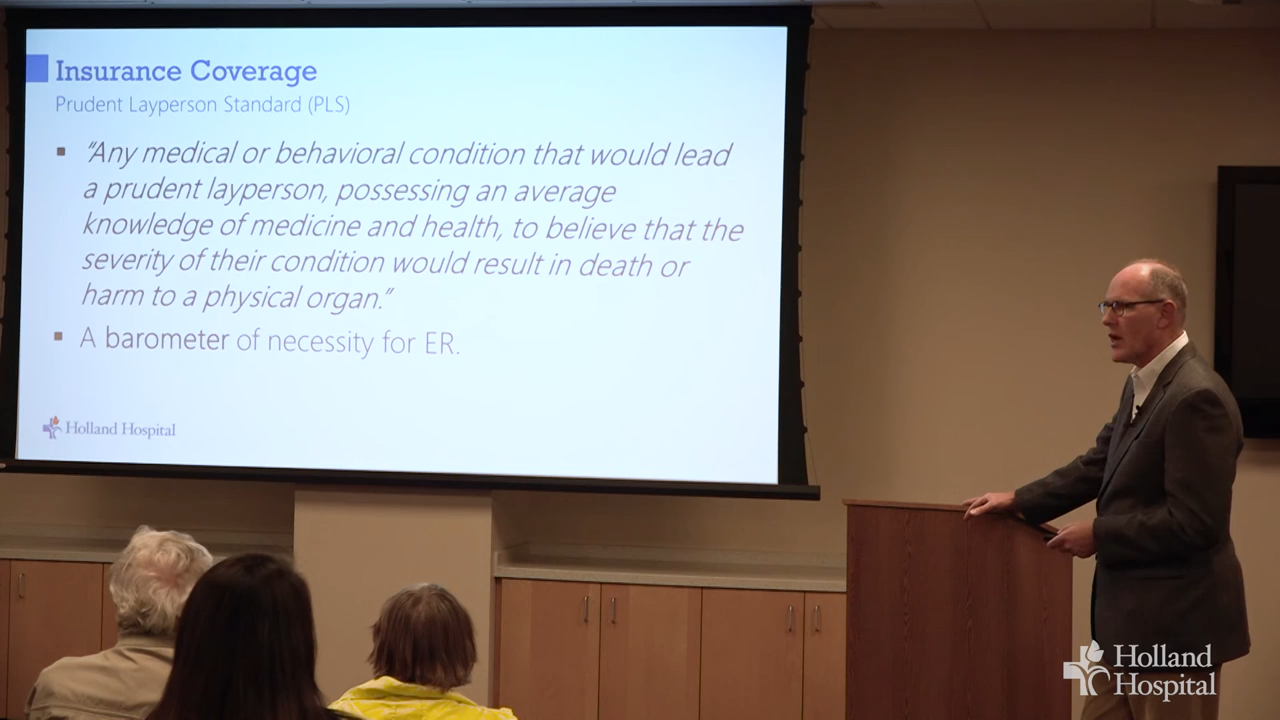 Insurance Coverage
Prudent Layperson Standard (PLS)
▪ “Any medical or behavioral condition that would lead
a prudent layperson, possessing an average
knowledge of medicine and health, to believe that the
severity of their condition would result in death or
harm to a physical organ.”
▪ A barometer of necessity for ER.
Holland Hospital
Holland
Hospital